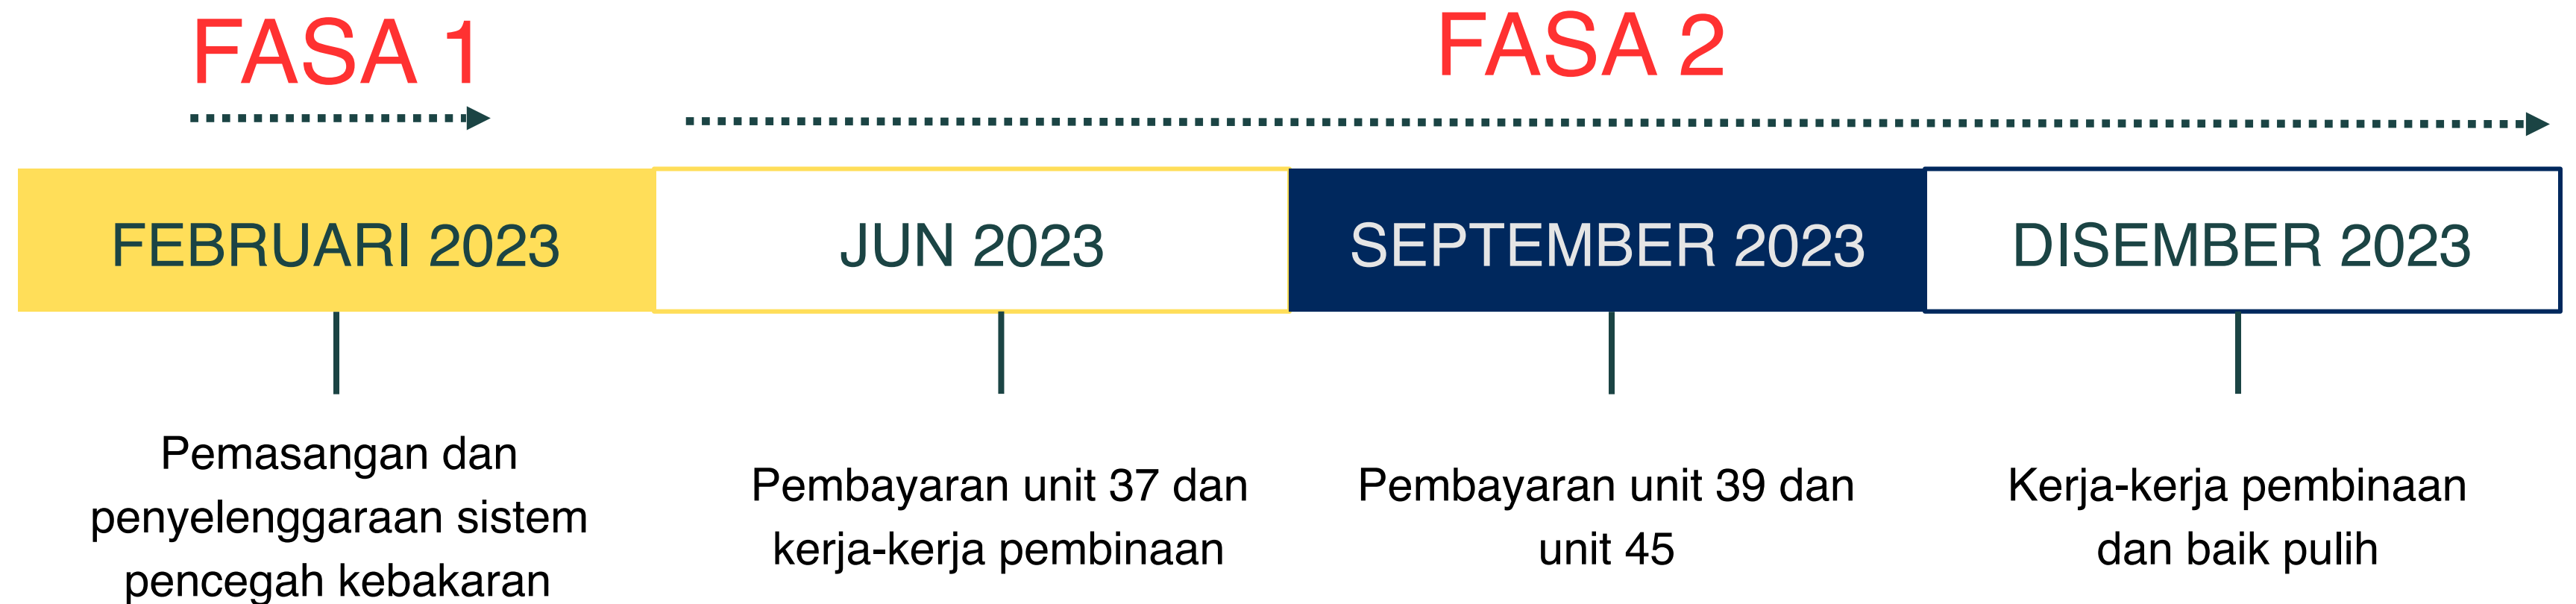 FASA 1
FASA 2
FEBRUARI 2023
JUN 2023
SEPTEMBER 2023
DISEMBER 2023
Pemasangan dan
penyelenggaraan sistem
pencegah kebakaran
Pembayaran unit 37 dan
kerja-kerja pembinaan
Pembayaran unit 39 dan
unit 45
Kerja-kerja pembinaan
dan baik pulih